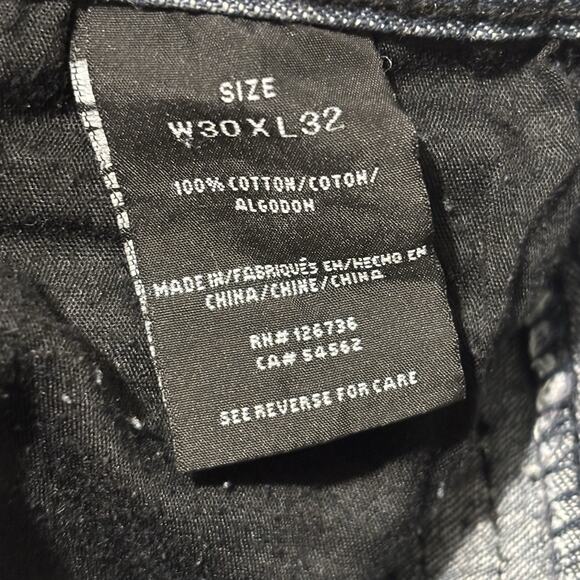 SIZE
W30XL32
100% COTTON/COTON/
ALGODON
MADE IN/FABRIQUÉS EN/HECHO EN
CHINA/CHINE/CHINA
RN# 126736
CA# 54562
SEE REVERSE FOR CARE